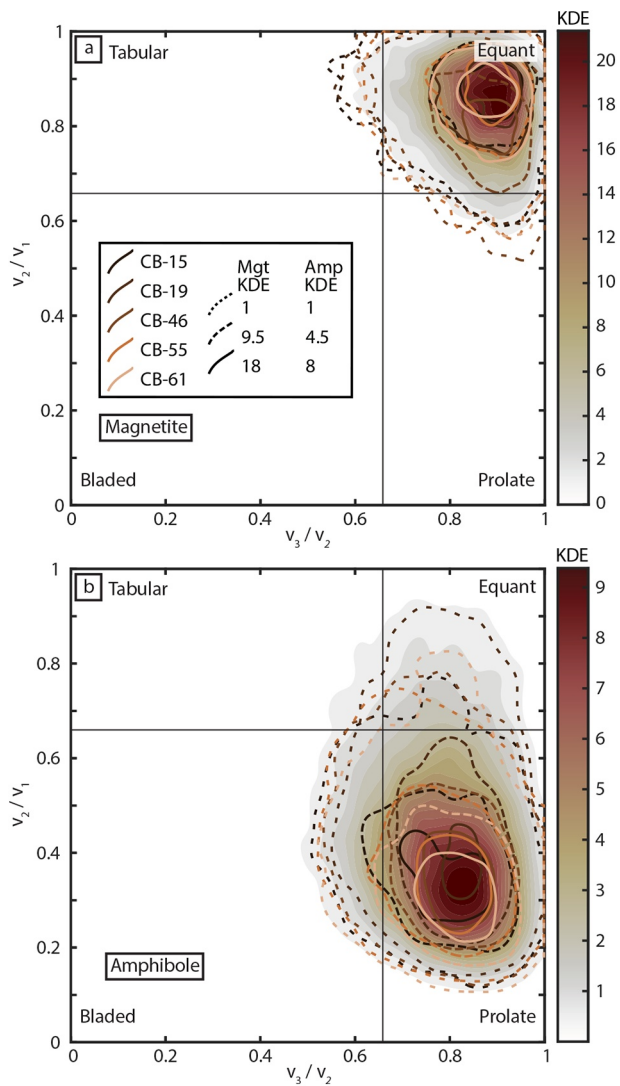 KDE
1
a
Tabular
Equant
20
0.8
18
16
14
0.6
v2 / v1
CB-15
Mgt Amp
KDE KDE
12
CB-19
1 1
10
0.4
CB-46
9.5 4.5
8
CB-55
18 8
6
CB-61
0.2
4
Magnetite
2
Bladed
Prolate
0
0
0 0.2 0.4 0.6 0.8 1
v3 / v2
KDE
1
b
Tabular
Equant
9
0.8
8
7
0.6
6
v2 / v1
5
0.4
4
3
0.2
2
Amphibole
1
Bladed
Prolate
0
0 0.2 0.4 0.6 0.8 1
v3 / v2